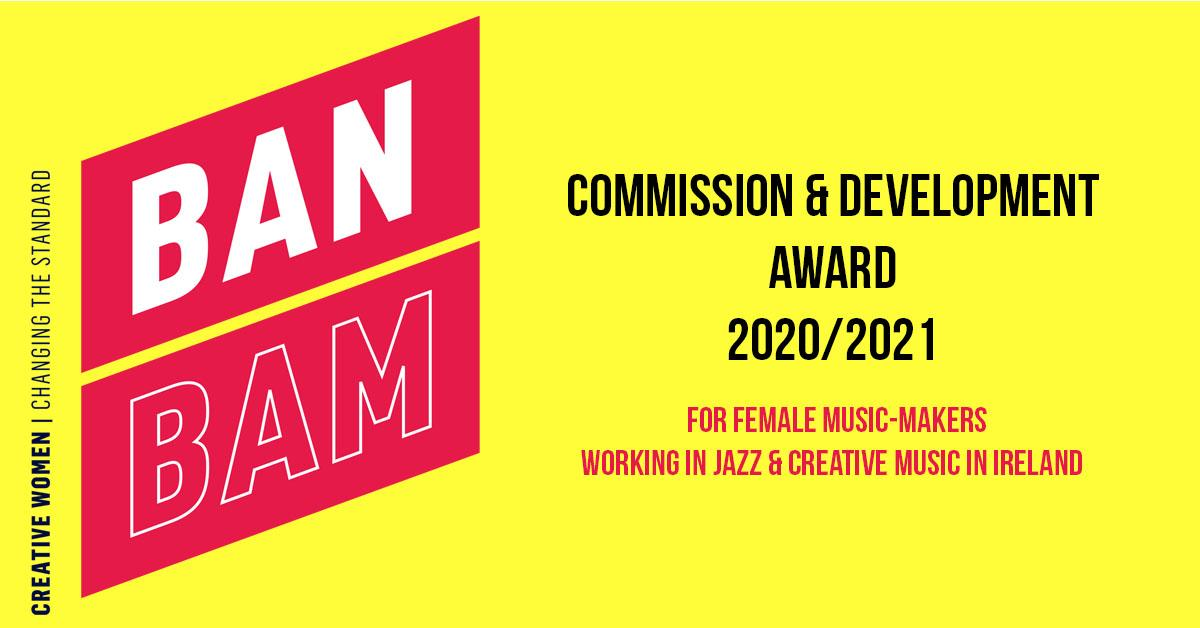 CREATIVE WOMEN | CHANGING THE STANDARD
BAN
BAM
COMMISSION & DEVELOPMENT
AWARD
2020/2021
FOR FEMALE MUSIC-MAKERS
WORKING IN JAZZ & CREATIVE MUSIC IN IRELAND